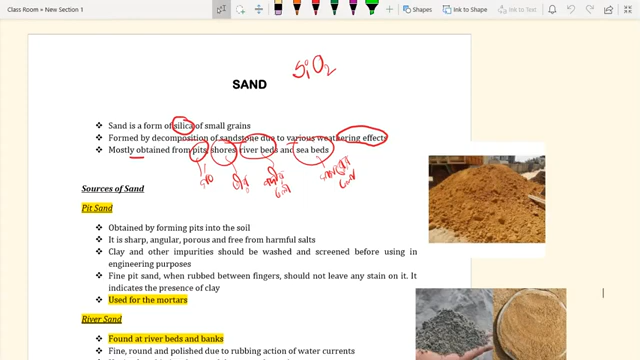 Class Room • New Section 1
Shapes
SiO2
SAND
❖ Sand is a form of silica of small grains
❖ Formed by decomposition of sandstone due to various weathering effects
❖ Mostly obtained from pits, shores, river beds and sea beds
Sources of Sand
Pit Sand
❖ Obtained by forming pits into the soil
❖ It is sharp, angular, porous and free from harmful salts
❖ Clay and other impurities should be washed and screened before using in
engineering purposes
❖ Fine pit sand, when rubbed between fingers, should not leave any stain on it. It
indicates the presence of clay
❖ Used for the mortars
River Sand
❖ Found at river beds and banks
❖ Fine, round and polished due to rubbing action of water currents